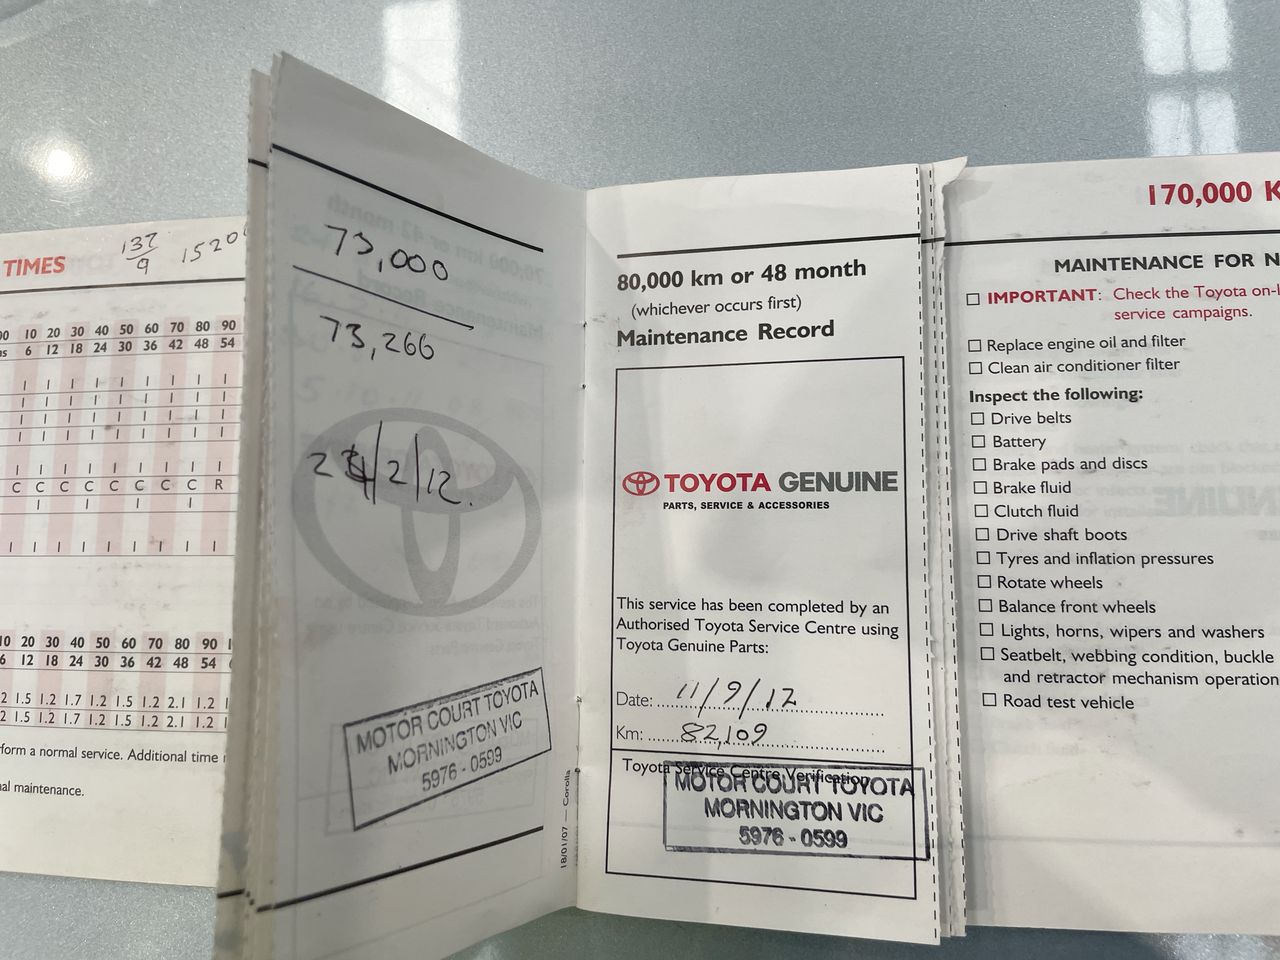 TIMES
137
9
1520
10 20 30 40 50 60 70 80 90
6 12 18 24 30 36 42 48 54
I I I I I I I I I
I I I I I I I I I
I I I I I I I I I
I I I I I I I I I
I I I I I I I I I
C C C C C C C C R
I I I I
I I I I I I I I I
10 20 30 40 50 60 70 80 90
6 12 18 24 30 36 42 48 54
2 1.5 1.2 1.7 1.2 1.5 1.2 2.1 1.2
2 1.5 1.2 1.7 1.2 1.5 1.2 2.1 1.2
form a normal service. Additional time
al maintenance.
73,000
73,266
/2/12.
MOTOR COURT TOYOTA
MORNINGTON VIC
5976 - 0599
18/01/07 — Corolla
80,000 km or 48 month
(whichever occurs first)
Maintenance Record
TOYOTA GENUINE
PARTS, SERVICE & ACCESSORIES
This service has been completed by an
Authorised Toyota Service Centre using
Toyota Genuine Parts:
Date: 11/9/12
Km: 82,109
Toyota Service Centre Verification
MOTOR COURT TOYOTA
MORNINGTON VIC
5976 - 0599
170,000 K
MAINTENANCE FOR N
IMPORTANT: Check the Toyota on-l
service campaigns.
Replace engine oil and filter
Clean air conditioner filter
Inspect the following:
Drive belts
Battery
Brake pads and discs
Brake fluid
Clutch fluid
Drive shaft boots
Tyres and inflation pressures
Rotate wheels
Balance front wheels
Lights, horns, wipers and washers
Seatbelt, webbing condition, buckle
and retractor mechanism operation
Road test vehicle